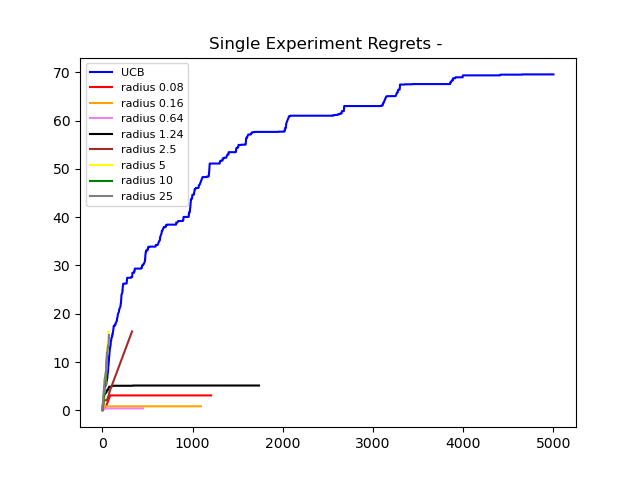 Single Experiment Regrets -
70
60
50
40
30
20
10
0
UCB
radius 0.08
radius 0.16
radius 0.64
radius 1.24
radius 2.5
radius 5
radius 10
radius 25
0 1000 2000 3000 4000 5000